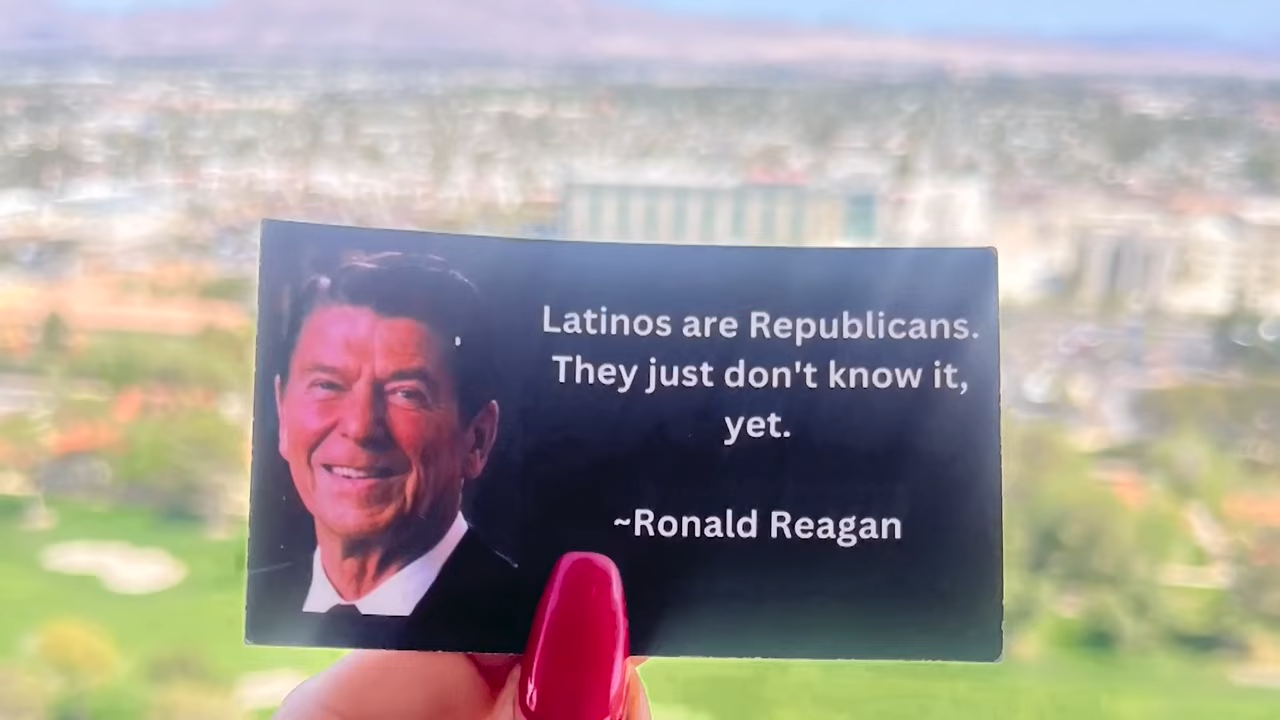 Latinos are Republicans.
They just don't know it,
yet.
~Ronald Reagan